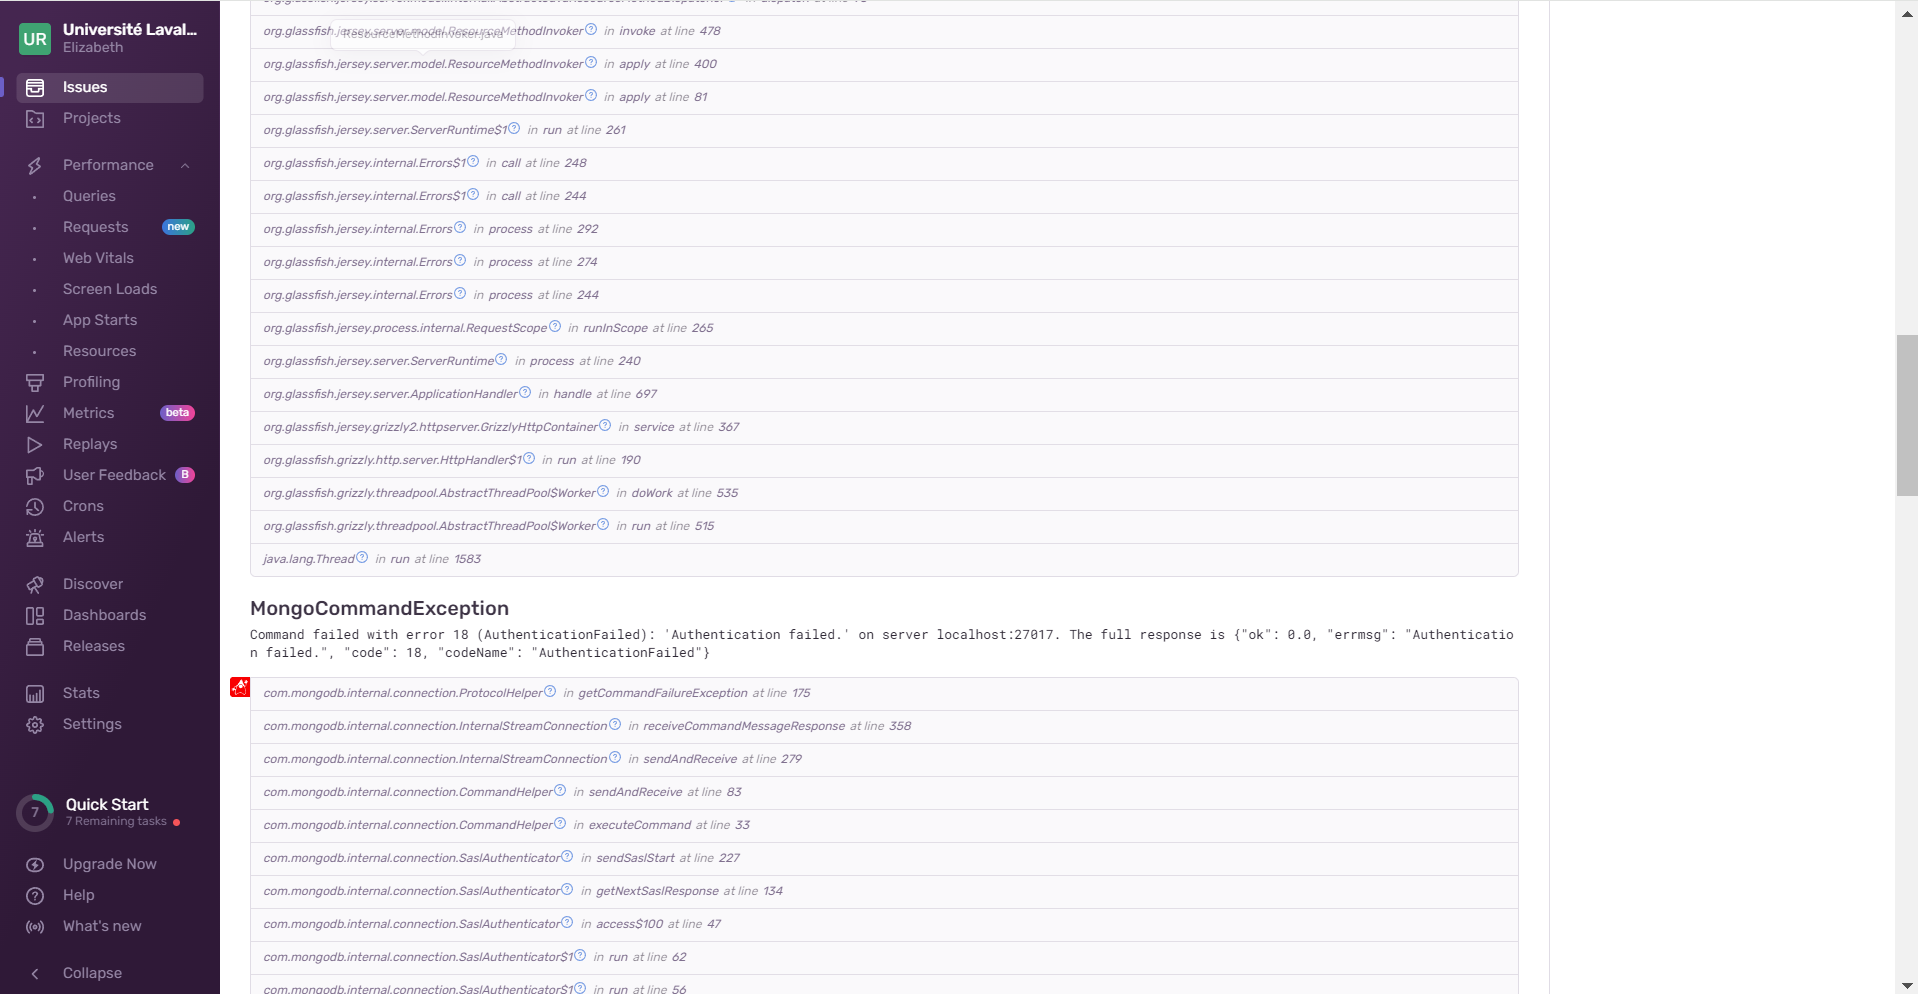 UR
Université Laval...
Elizabeth
Issues
Projects
Performance
Queries
Requests new
Web Vitals
Screen Loads
App Starts
Resources
Profiling
Metrics beta
Replays
User Feedback B
Crons
Alerts
Discover
Dashboards
Releases
Stats
Settings
7
Quick Start
7 Remaining tasks
Upgrade Now
Help
What's new
Collapse
ResourceMethodInvoker.java
org.glassfish.jersey.server.model.ResourceMethodInvoker in invoke at line 478
org.glassfish.jersey.server.model.ResourceMethodInvoker in apply at line 400
org.glassfish.jersey.server.model.ResourceMethodInvoker in apply at line 81
org.glassfish.jersey.server.ServerRuntime$1 in run at line 261
org.glassfish.jersey.internal.Errors$1 in call at line 248
org.glassfish.jersey.internal.Errors$1 in call at line 244
org.glassfish.jersey.internal.Errors in process at line 292
org.glassfish.jersey.internal.Errors in process at line 274
org.glassfish.jersey.internal.Errors in process at line 244
org.glassfish.jersey.process.internal.RequestScope in runInScope at line 265
org.glassfish.jersey.server.ServerRuntime in process at line 240
org.glassfish.jersey.server.ApplicationHandler in handle at line 697
org.glassfish.jersey.grizzly2.httpserver.GrizzlyHttpContainer in service at line 367
org.glassfish.grizzly.http.server.HttpHandler$1 in run at line 190
org.glassfish.grizzly.threadpool.AbstractThreadPool$Worker in doWork at line 535
org.glassfish.grizzly.threadpool.AbstractThreadPool$Worker in run at line 515
java.lang.Thread in run at line 1583
MongoCommandException
Command failed with error 18 (AuthenticationFailed): 'Authentication failed.' on server localhost:27017. The full response is {"ok": 0.0, "errmsg": "Authenticatio
n failed.", "code": 18, "codeName": "AuthenticationFailed"}
com.mongodb.internal.connection.ProtocolHelper in getCommandFailureException at line 175
com.mongodb.internal.connection.InternalStreamConnection in receiveCommandMessageResponse at line 358
com.mongodb.internal.connection.InternalStreamConnection in sendAndReceive at line 279
com.mongodb.internal.connection.CommandHelper in sendAndReceive at line 83
com.mongodb.internal.connection.CommandHelper in executeCommand at line 33
com.mongodb.internal.connection.SaslAuthenticator in sendSaslStart at line 227
com.mongodb.internal.connection.SaslAuthenticator in getNextSaslResponse at line 134
com.mongodb.internal.connection.SaslAuthenticator in access$100 at line 47
com.mongodb.internal.connection.SaslAuthenticator$1 in run at line 62
com.mongodb.internal.connection.SaslAuthenticator$1 in run at line 56